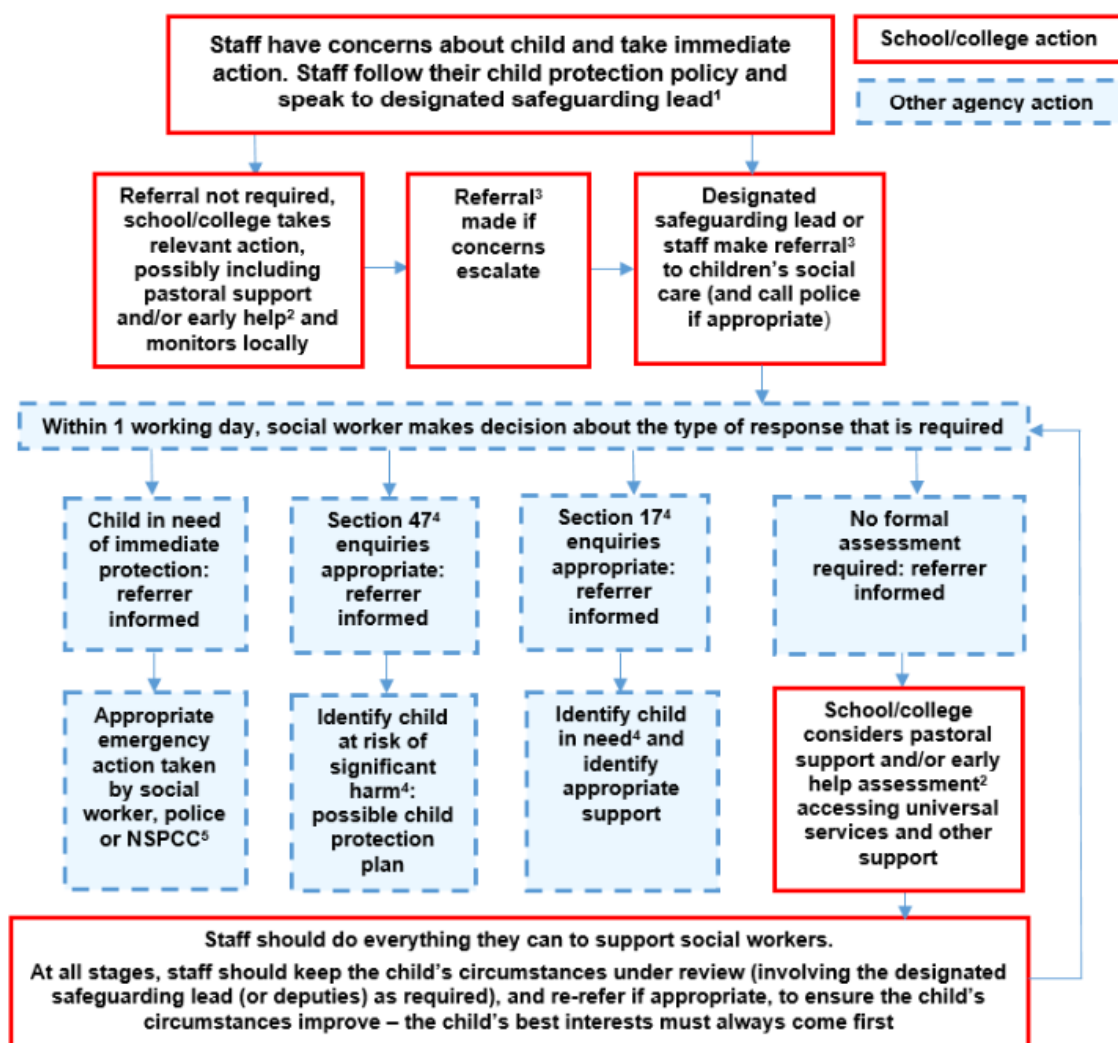 Staff have concerns about child and take immediate
action. Staff follow their child protection policy and
speak to designated safeguarding lead¹
School/college action
Other agency action
Referral not required,
school/college takes
relevant action,
possibly including
pastoral support
and/or early help² and
monitors locally
Referral³
made if
concerns
escalate
Designated
safeguarding lead or
staff make referral³
to children’s social
care (and call police
if appropriate)
Within 1 working day, social worker makes decision about the type of response that is required
Child in need
of immediate
protection:
referrer
informed
Section 47⁴
enquiries
appropriate:
referrer
informed
Section 17⁴
enquiries
appropriate:
referrer
informed
No formal
assessment
required: referrer
informed
Appropriate
emergency
action taken
by social
worker, police
or NSPCC⁵
Identify child
at risk of
significant
harm⁴:
possible child
protection
plan
Identify child
in need⁴ and
identify
appropriate
support
School/college
considers pastoral
support and/or early
help assessment²
accessing universal
services and other
support
Staff should do everything they can to support social workers.
At all stages, staff should keep the child’s circumstances under review (involving the designated
safeguarding lead (or deputies) as required), and re-refer if appropriate, to ensure the child’s
circumstances improve – the child’s best interests must always come first